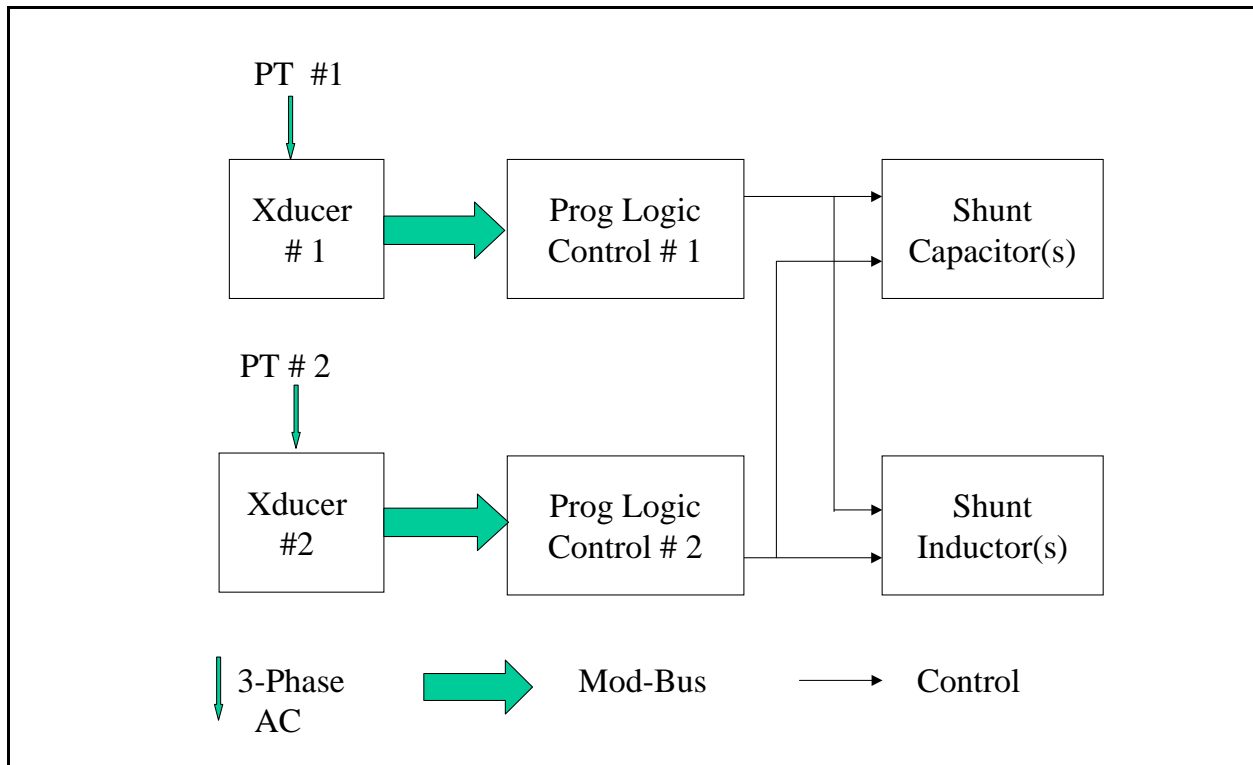 PT #1
Xducer
# 1
Prog Logic
Control # 1
Shunt
Capacitor(s)
PT # 2
Xducer
#2
Prog Logic
Control # 2
Shunt
Inductor(s)
3-Phase
AC
Mod-Bus
Control